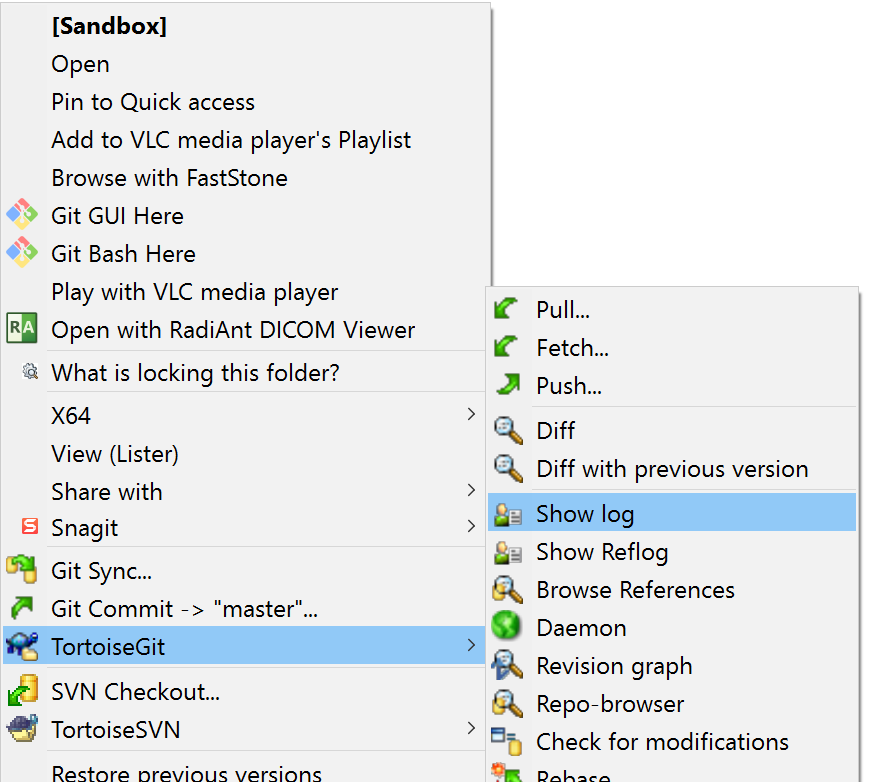 [Sandbox]
Open
Pin to Quick access
Add to VLC media player's Playlist
Browse with FastStone
Git GUI Here
Git Bash Here
Play with VLC media player
RA Open with RadiAnt DICOM Viewer
What is locking this folder?
X64
View (Lister)
Share with
S Snagit
Git Sync...
Git Commit -> "master"...
TortoiseGit
SVN Checkout...
TortoiseSVN
Restore previous versions
Pull...
Fetch...
Push...
Diff
Diff with previous version
Show log
Show Reflog
Browse References
Daemon
Revision graph
Repo-browser
Check for modifications
Rebase